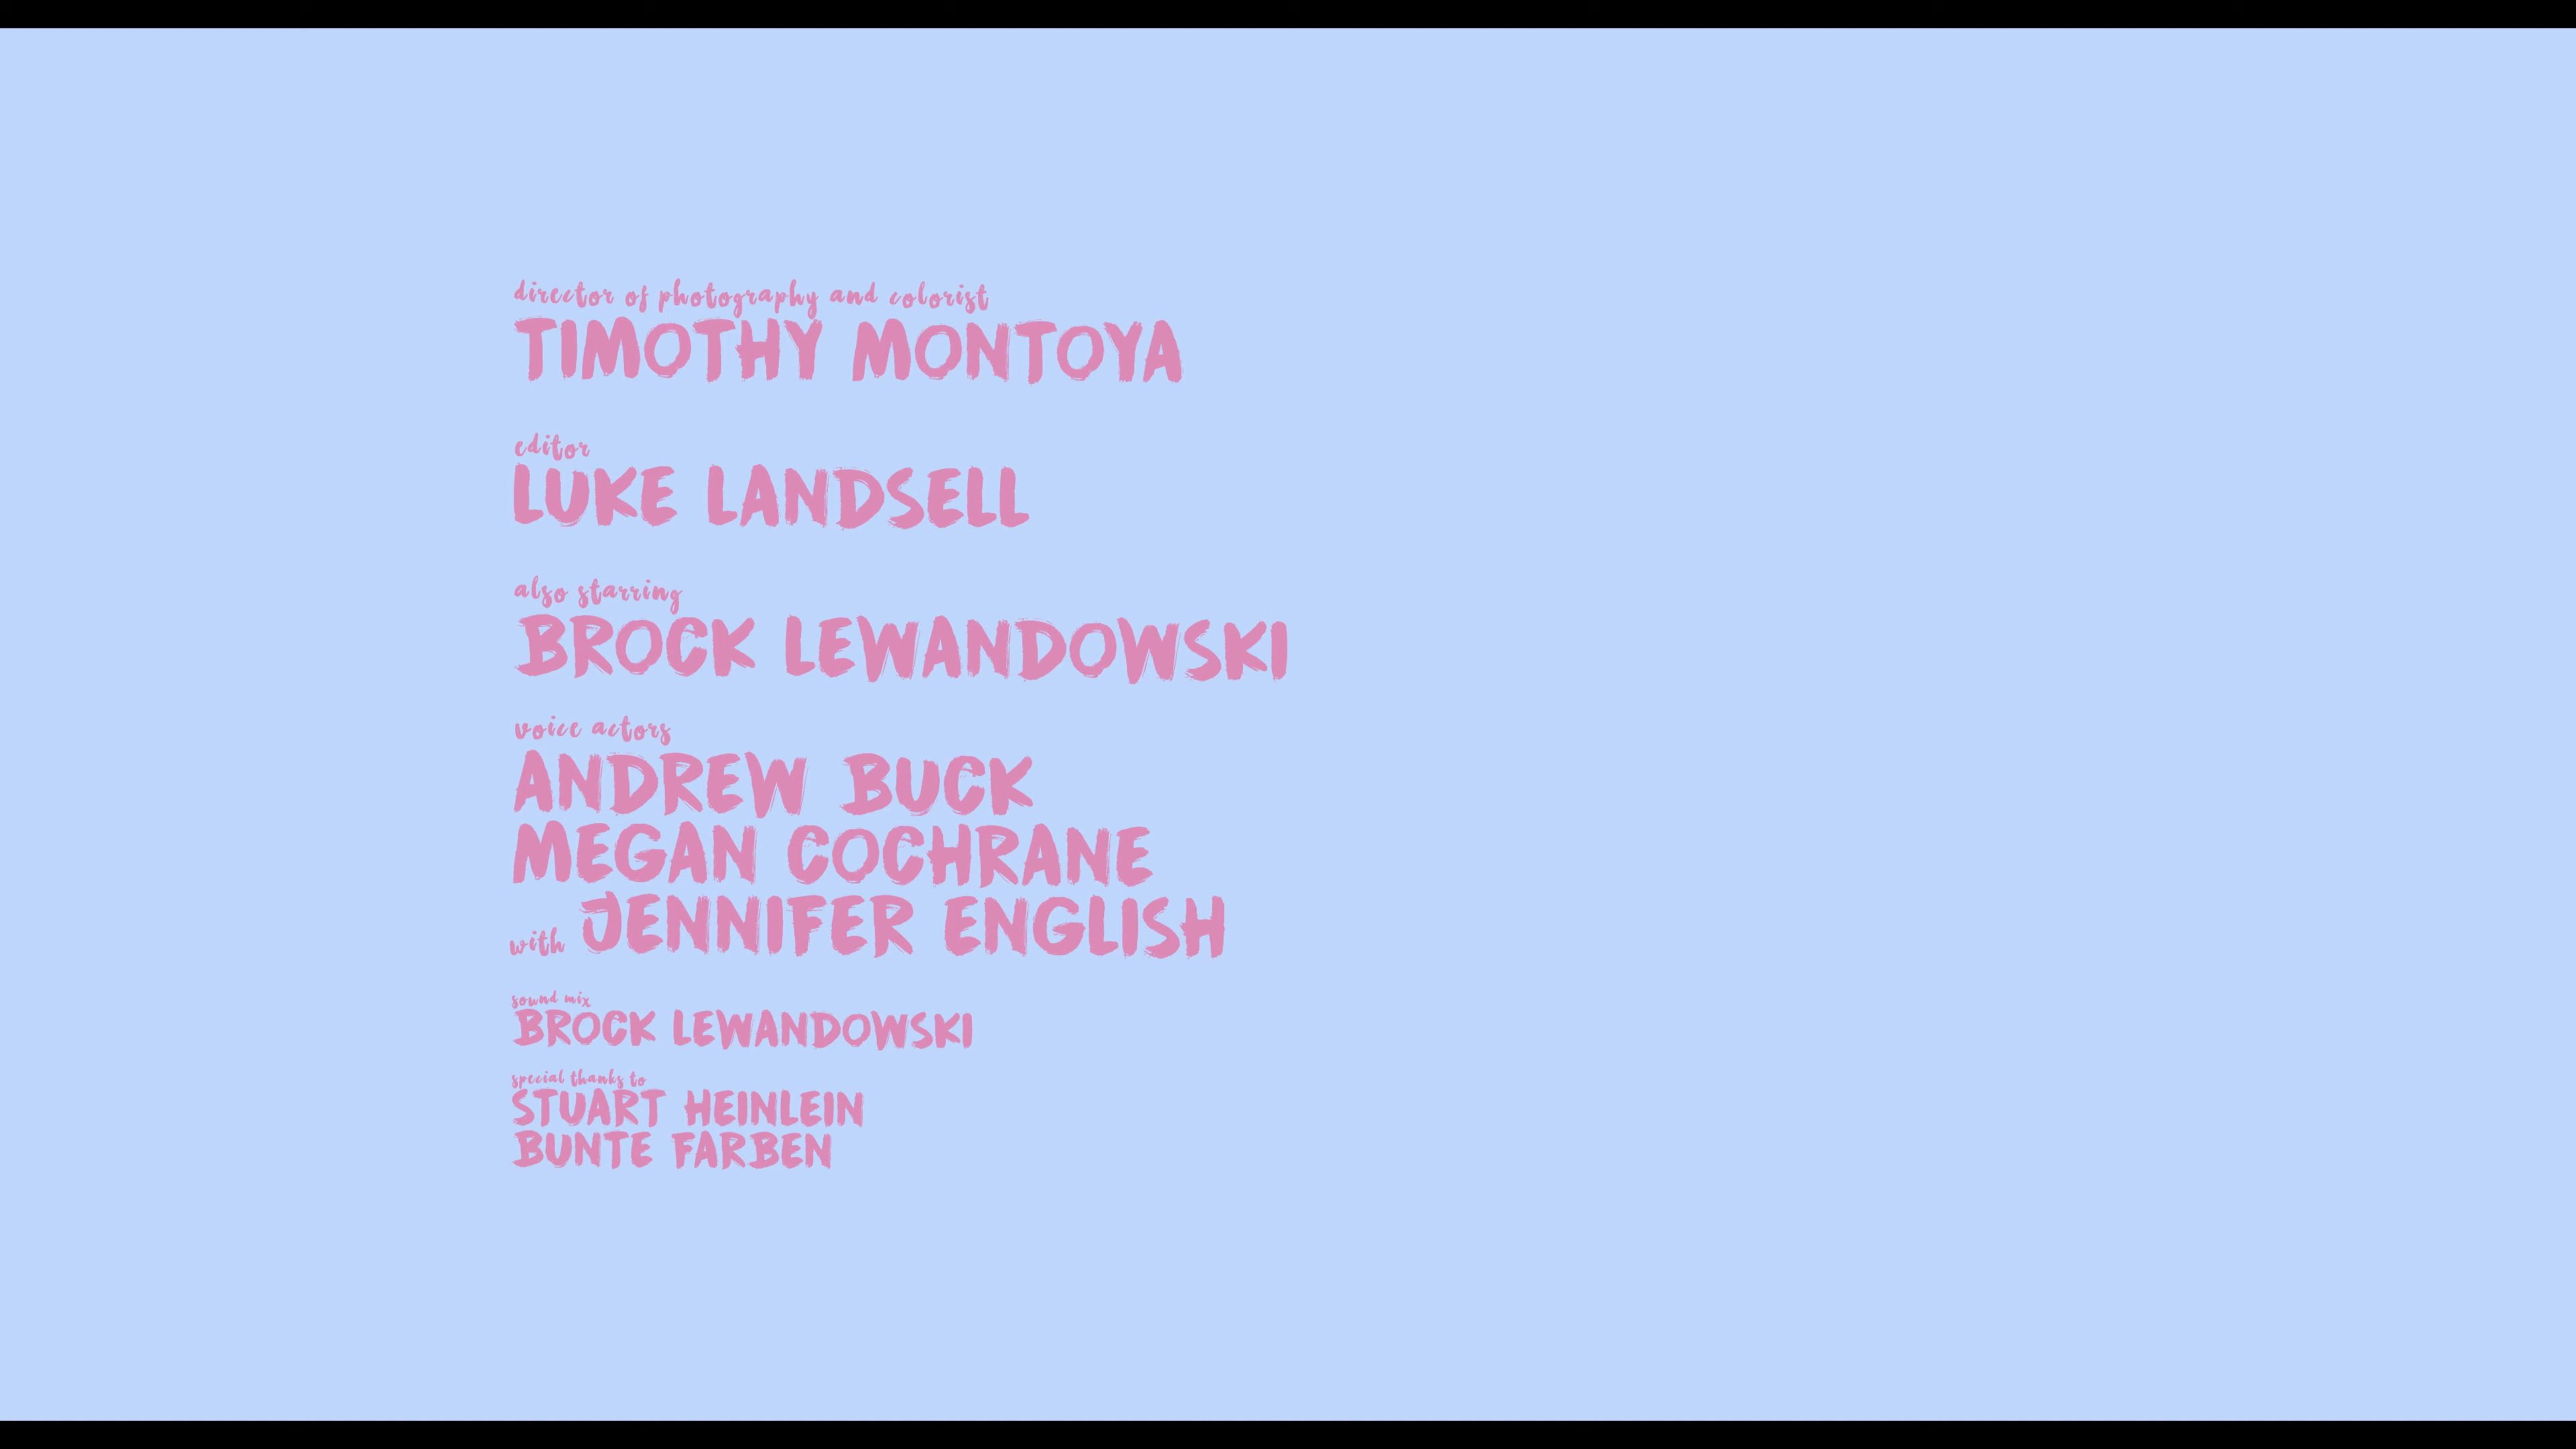 director of photography and colorist
TIMOTHY MONTOYA
editor
LUKE LANDSELL
also starring
BROCK LEWANDOWSKI
voice actors
ANDREW BUCK
MEGAN COCHRANE
with JENNIFER ENGLISH
sound mix
BROCK LEWANDOWSKI
special thanks to
STUART HEINLEIN
BUNTE FARBEN